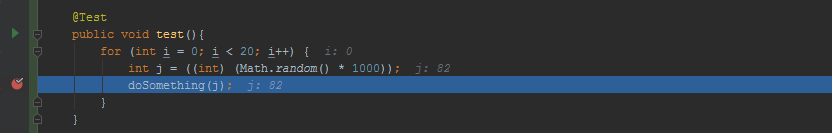 @Test
public void test(){
for (int i = 0; i < 20; i++) { i: 0
int j = ((int) (Math.random() * 1000)); j: 82
doSomething(j); j: 82
}
}